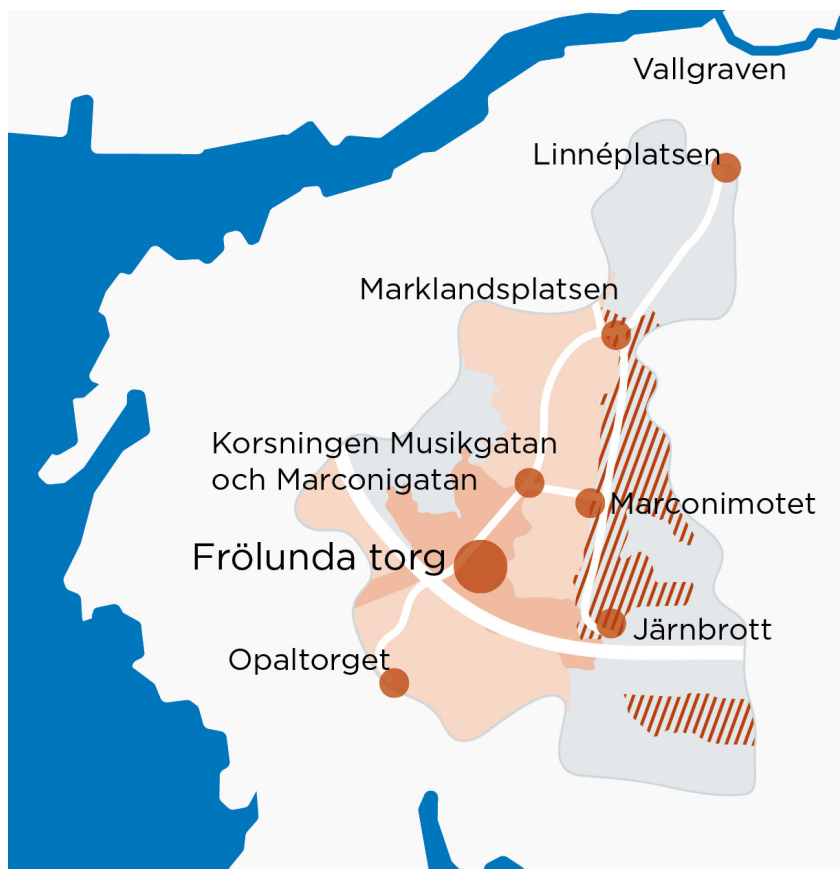 Vallgraven
Linnéplatsen
Marklandsplatsen
Korsningen Musikgatan
och Marconigatan
Marconimotet
Frölunda torg
Järnbrott
Opaltorget